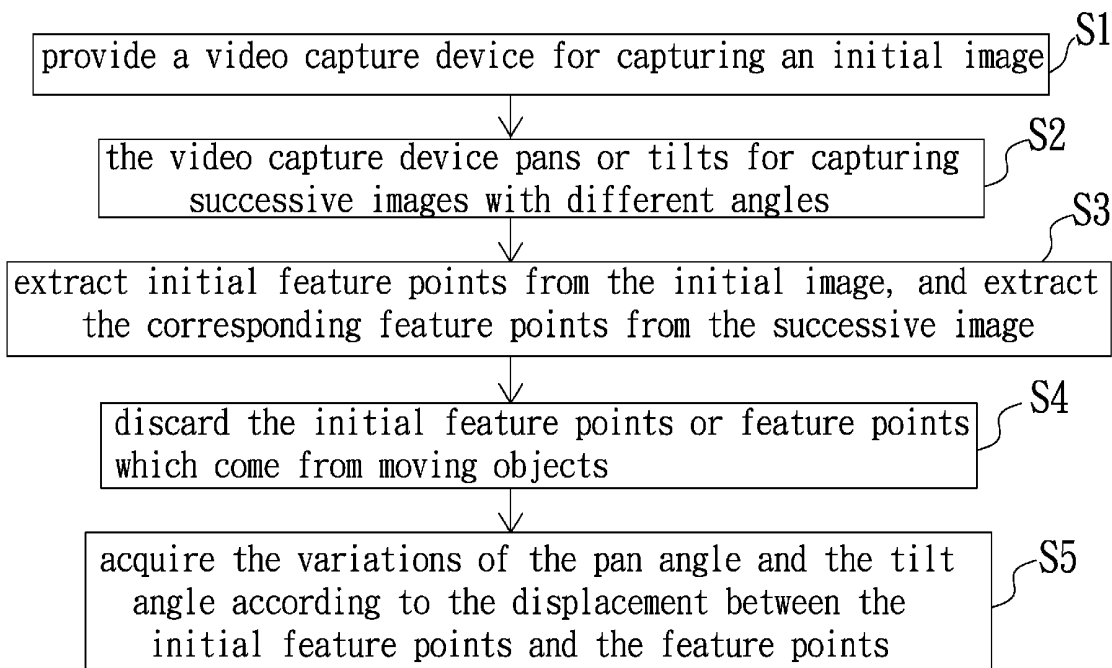 S1
provide a video capture device for capturing an initial image
S2
the video capture device pans or tilts for capturing
successive images with different angles
S3
extract initial feature points from the initial image, and extract
the corresponding feature points from the successive image
S4
discard the initial feature points or feature points
which come from moving objects
S5
acquire the variations of the pan angle and the tilt
angle according to the displacement between the
initial feature points and the feature points